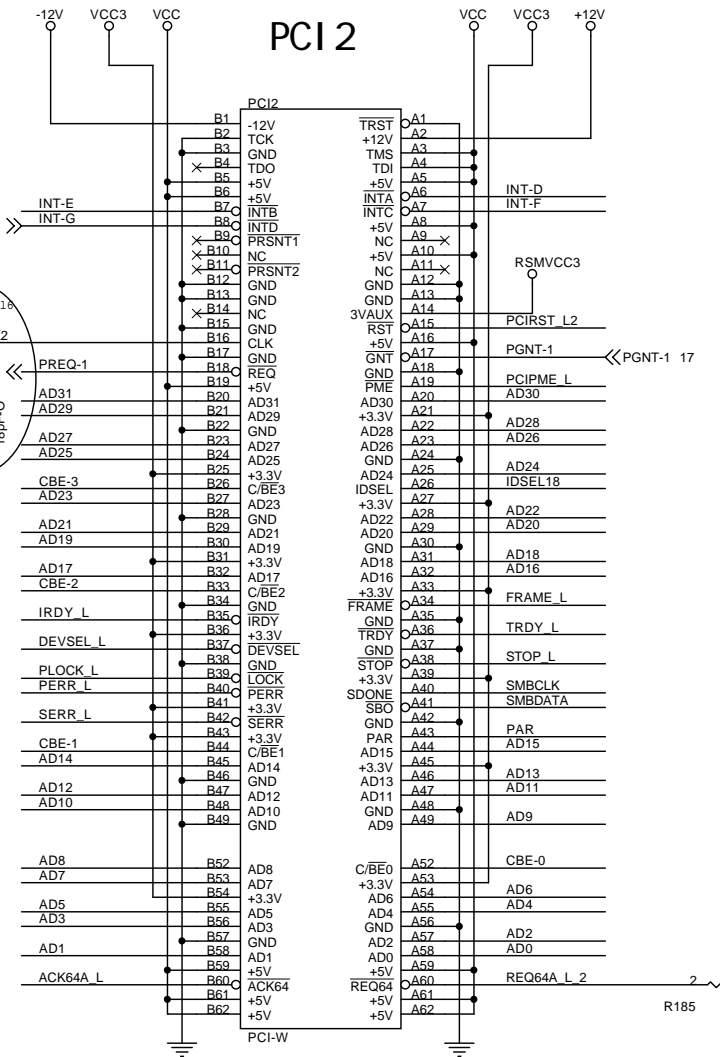 -12V VCC3 VCC VCC VCC3 +12V
PCI 2
PCI2
B1 -12V TRST A1
B2 TCK +12V A2
B3 GND TMS A3
B4 TDO TDI A4
B5 +5V +5V A5
B6 +5V INTA A6 INT-D
INT-E B7 INTB INTC A7 INT-F
INT-G B8 INTD +5V A8
B9 PRSNT1 NC A9
B10 NC +5V A10
B11 PRSNT2 NC A11
RSMVCC3
B12 GND GND A12
B13 GND GND A13
B14 NC 3VAUX A14
16
B15 GND RST A15 PCIRST_L2
2 B16 CLK +5V A16
B17 GND GNT A17 PGNT-1 PGNT-1 17
PREQ-1 B18 REQ GND A18
B19 +5V PME A19 PCIPME_L
AD31 B20 AD31 AD30 A20 AD30
AD29 B21 AD29 +3.3V A21
B22 GND AD28 A22 AD28
AD27 B23 AD27 AD26 A23 AD26
AD25 B24 AD25 GND A24
B25 +3.3V AD24 A25 AD24
CBE-3 B26 C/BE3 IDSEL A26 IDSEL18
AD23 B27 AD23 +3.3V A27
B28 GND AD22 A28 AD22
AD21 B29 AD21 AD20 A29 AD20
AD19 B30 AD19 GND A30
B31 +3.3V AD18 A31 AD18
AD17 B32 AD17 AD16 A32 AD16
CBE-2 B33 C/BE2 +3.3V A33
B34 GND FRAME A34 FRAME_L
IRDY_L B35 IRDY GND A35
B36 +3.3V TRDY A36 TRDY_L
DEVSEL_L B37 DEVSEL GND A37
B38 GND STOP A38 STOP_L
PLOCK_L B39 LOCK +3.3V A39
PERR_L B40 PERR SDONE A40 SMBCLK
B41 +3.3V SBO A41 SMBDATA
SERR_L B42 SERR GND A42
B43 +3.3V PAR A43 PAR
CBE-1 B44 C/BE1 AD15 A44 AD15
AD14 B45 AD14 +3.3V A45
B46 GND AD13 A46 AD13
AD12 B47 AD12 AD11 A47 AD11
AD10 B48 AD10 GND A48
B49 GND AD9 A49 AD9
AD8 B52 AD8 C/BE0 A52 CBE-0
AD7 B53 AD7 +3.3V A53
B54 +3.3V AD6 A54 AD6
AD5 B55 AD5 AD4 A55 AD4
AD3 B56 AD3 GND A56
B57 GND AD2 A57 AD2
AD1 B58 AD1 AD0 A58 AD0
B59 +5V +5V A59
ACK64A_L B60 ACK64 REQ64 A60 REQ64A_L_2 2
B61 +5V +5V A61
B62 +5V +5V A62
R185
PCI-W